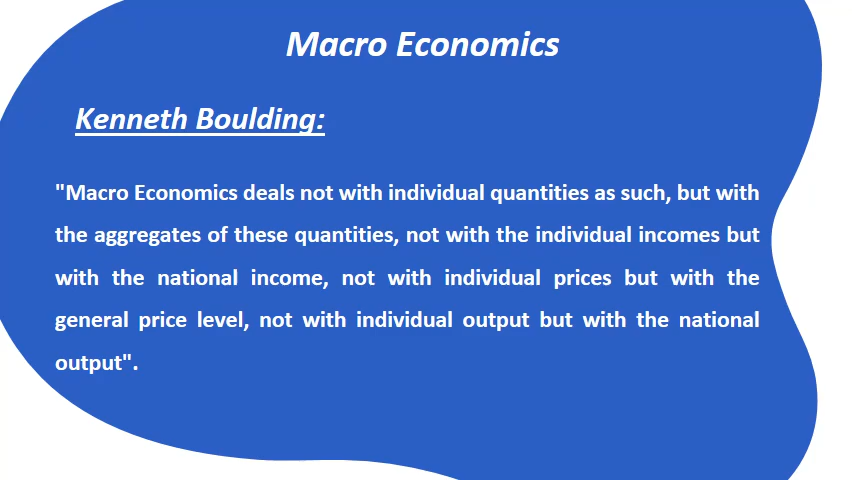 Macro Economics
Kenneth Boulding:
"Macro Economics deals not with individual quantities as such, but with
the aggregates of these quantities, not with the individual incomes but
with the national income, not with individual prices but with the
general price level, not with individual output but with the national
output".